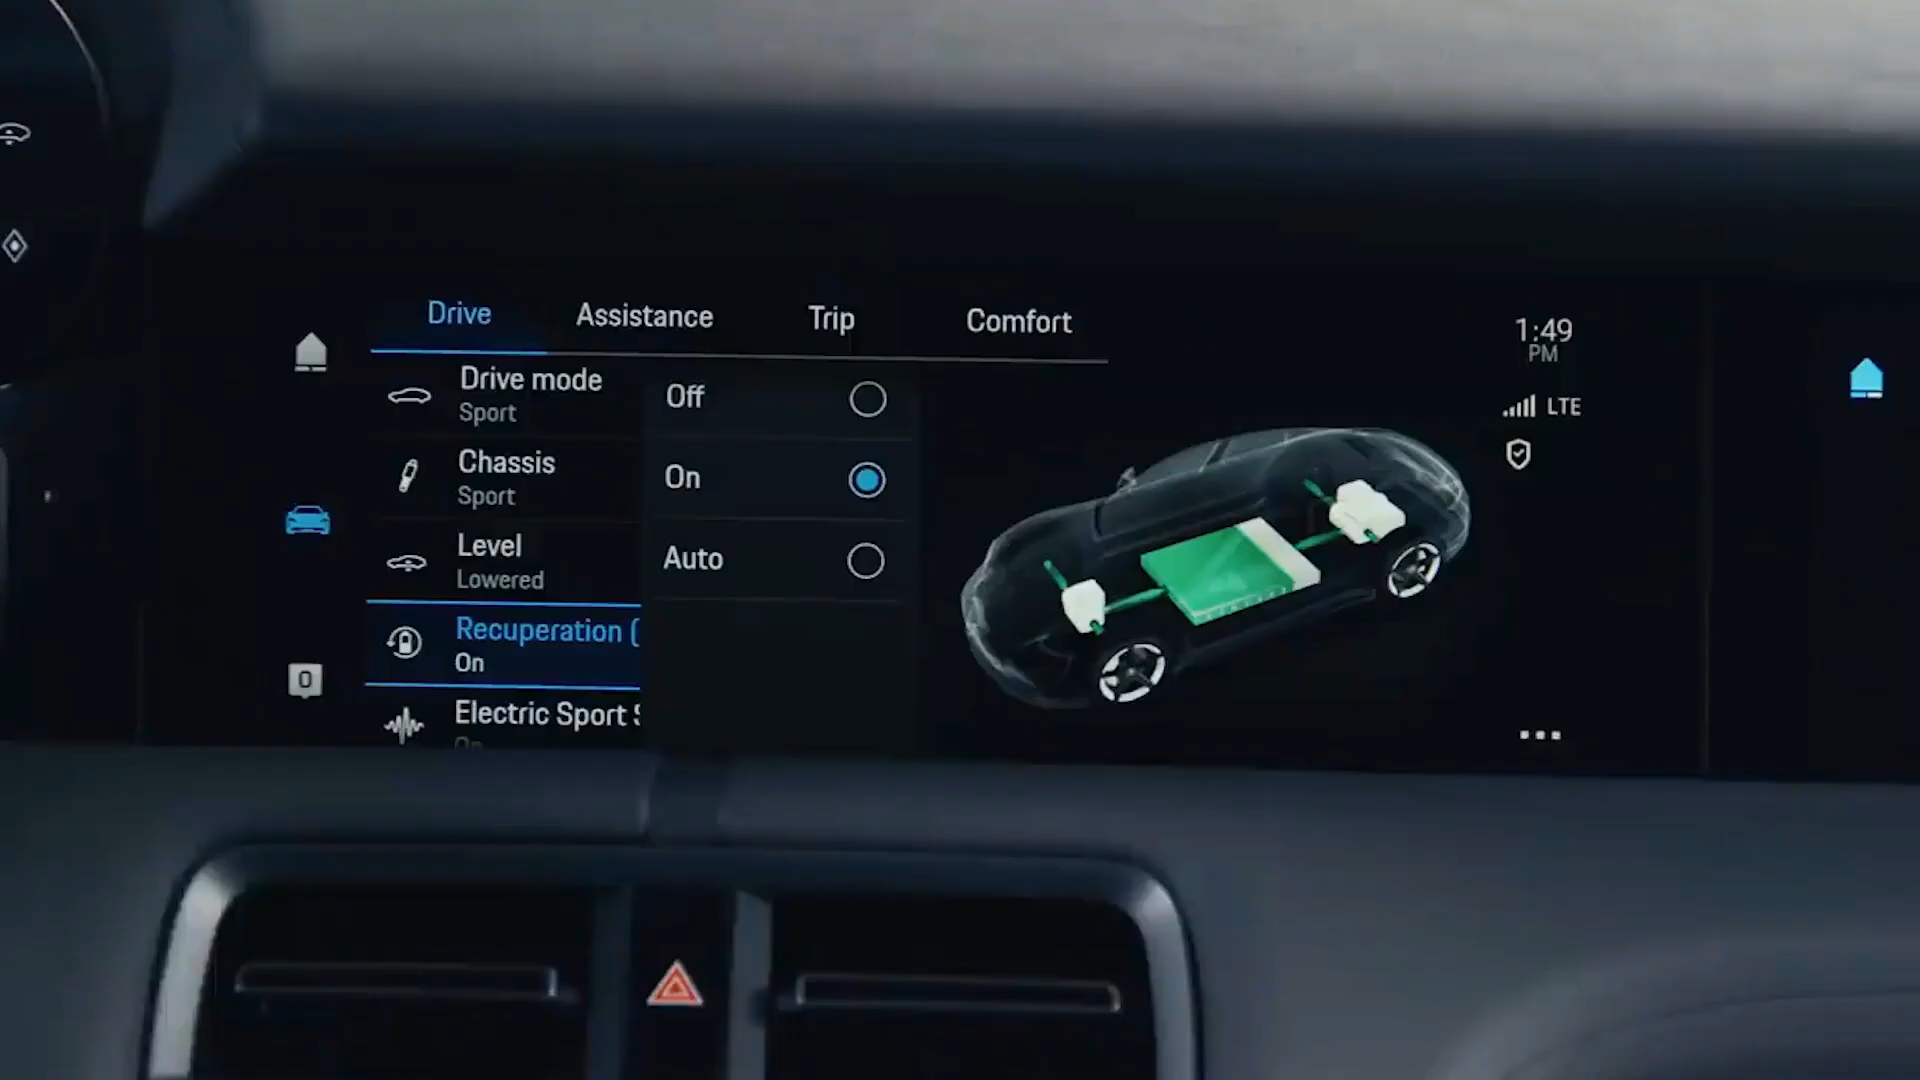 Drive
Assistance
Trip
Comfort
Drive mode
Sport
Chassis
Sport
Level
Lowered
Recuperation (
On
Electric Sport
Off
On
Auto
1:49
PM
LTE
0